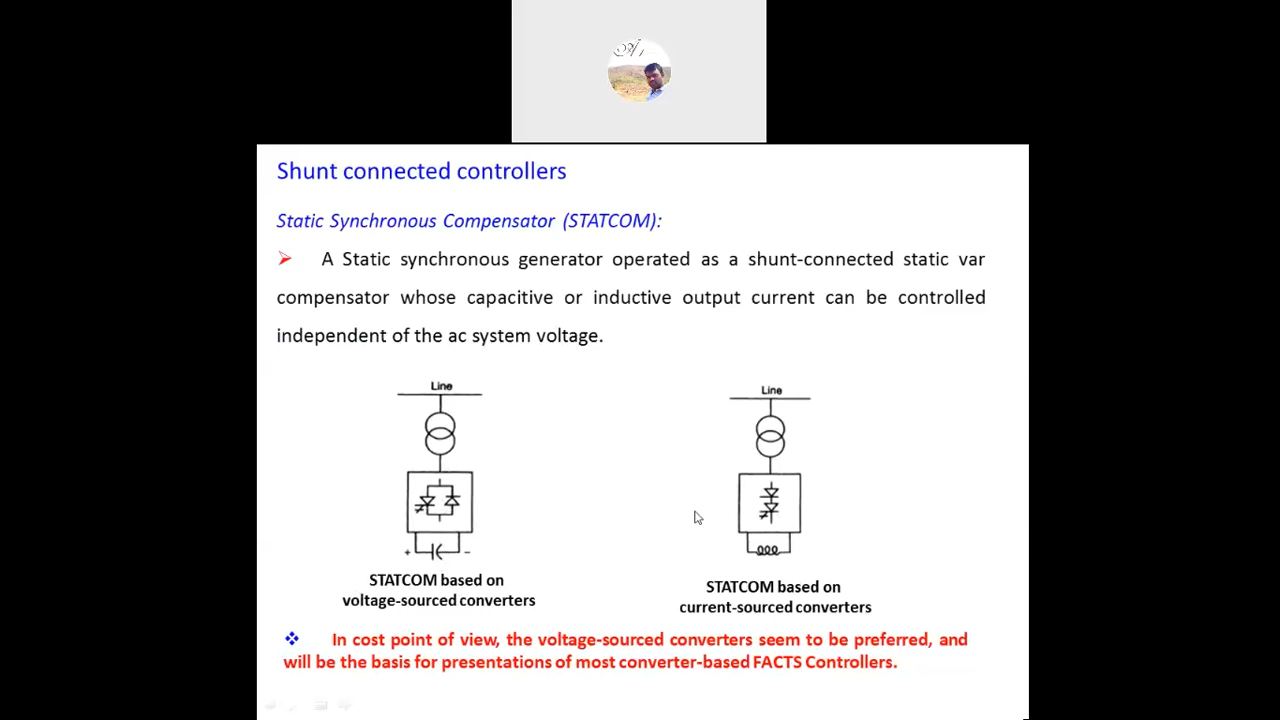 Shunt connected controllers
Static Synchronous Compensator (STATCOM):
➢ A Static synchronous generator operated as a shunt-connected static var
compensator whose capacitive or inductive output current can be controlled
independent of the ac system voltage.
Line
Line
+ –
STATCOM based on
voltage-sourced converters
STATCOM based on
current-sourced converters
❖ In cost point of view, the voltage-sourced converters seem to be preferred, and
will be the basis for presentations of most converter-based FACTS Controllers.